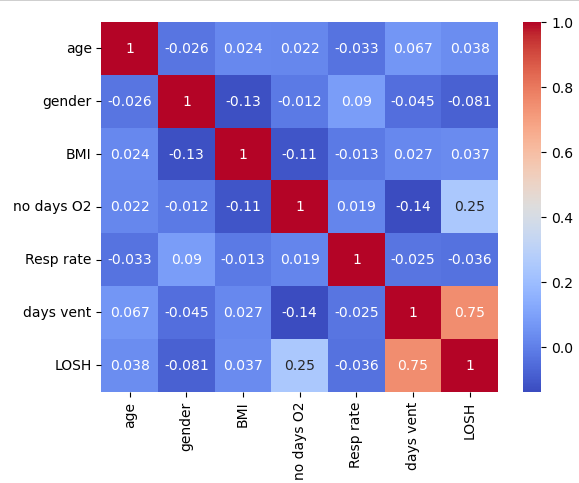 age 1 -0.026 0.024 0.022 -0.033 0.067 0.038
gender -0.026 1 -0.13 -0.012 0.09 -0.045 -0.081
BMI 0.024 -0.13 1 -0.11 -0.013 0.027 0.037
no days O2 0.022 -0.012 -0.11 1 0.019 -0.14 0.25
Resp rate -0.033 0.09 -0.013 0.019 1 -0.025 -0.036
days vent 0.067 -0.045 0.027 -0.14 -0.025 1 0.75
LOSH 0.038 -0.081 0.037 0.25 -0.036 0.75 1
age gender BMI no days O2 Resp rate days vent LOSH
1.0
0.8
0.6
0.4
0.2
0.0